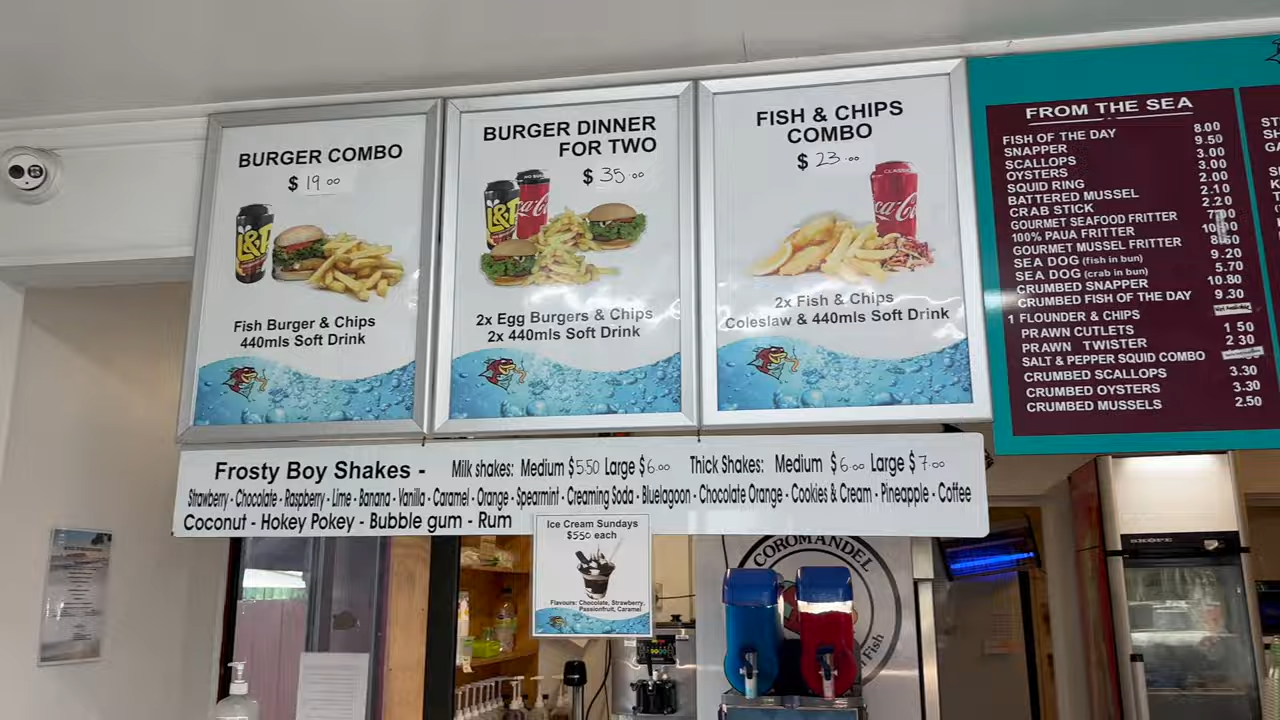 BURGER COMBO
$ 19.00
L&P
Fish Burger & Chips
440mls Soft Drink
BURGER DINNER
FOR TWO
$ 35.00
L&P
Coca-Cola
2x Egg Burgers & Chips
2x 440mls Soft Drink
FISH & CHIPS
COMBO
$ 23.00
CLASSIC
Coca-Cola
2x Fish & Chips
Coleslaw & 440mls Soft Drink
FROM THE SEA
FISH OF THE DAY 8.00
SNAPPER 9.50
SCALLOPS 3.00
OYSTERS 3.00
SQUID RING 2.00
BATTERED MUSSEL 2.10
CRAB STICK 2.20
GOURMET SEAFOOD FRITTER
100% PAUA FRITTER
GOURMET MUSSEL FRITTER
SEA DOG (fish in bun) 9.20
SEA DOG (crab in bun) 5.70
CRUMBED SNAPPER 10.80
CRUMBED FISH OF THE DAY 9.30
1 FLOUNDER & CHIPS
PRAWN CUTLETS 1 50
PRAWN TWISTER 2 30
SALT & PEPPER SQUID COMBO
CRUMBED SCALLOPS 3.30
CRUMBED OYSTERS 3.30
CRUMBED MUSSELS 2.50
Frosty Boy Shakes - Milk shakes: Medium $5.50 Large $6.00 Thick Shakes: Medium $6.00 Large $7.00
Strawberry - Chocolate - Raspberry - Lime - Banana - Vanilla - Caramel - Orange - Spearmint - Creaming Soda - Bluelagoon - Chocolate Orange - Cookies & Cream - Pineapple - Coffee
Coconut - Hokey Pokey - Bubble gum - Rum
Ice Cream Sundays
$5.50 each
Flavours: Chocolate, Strawberry,
Passionfruit, Caramel
COROMANDEL
Fish
SKOPE